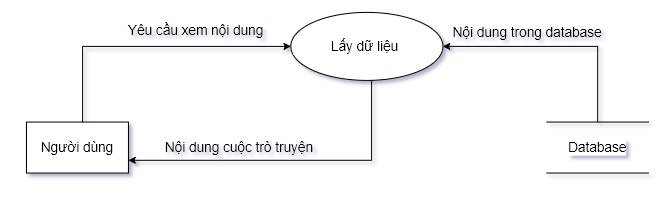 Yêu cầu xem nội dung
Lấy dữ liệu
Nội dung trong database
Người dùng
Nội dung cuộc trò truyện
Database